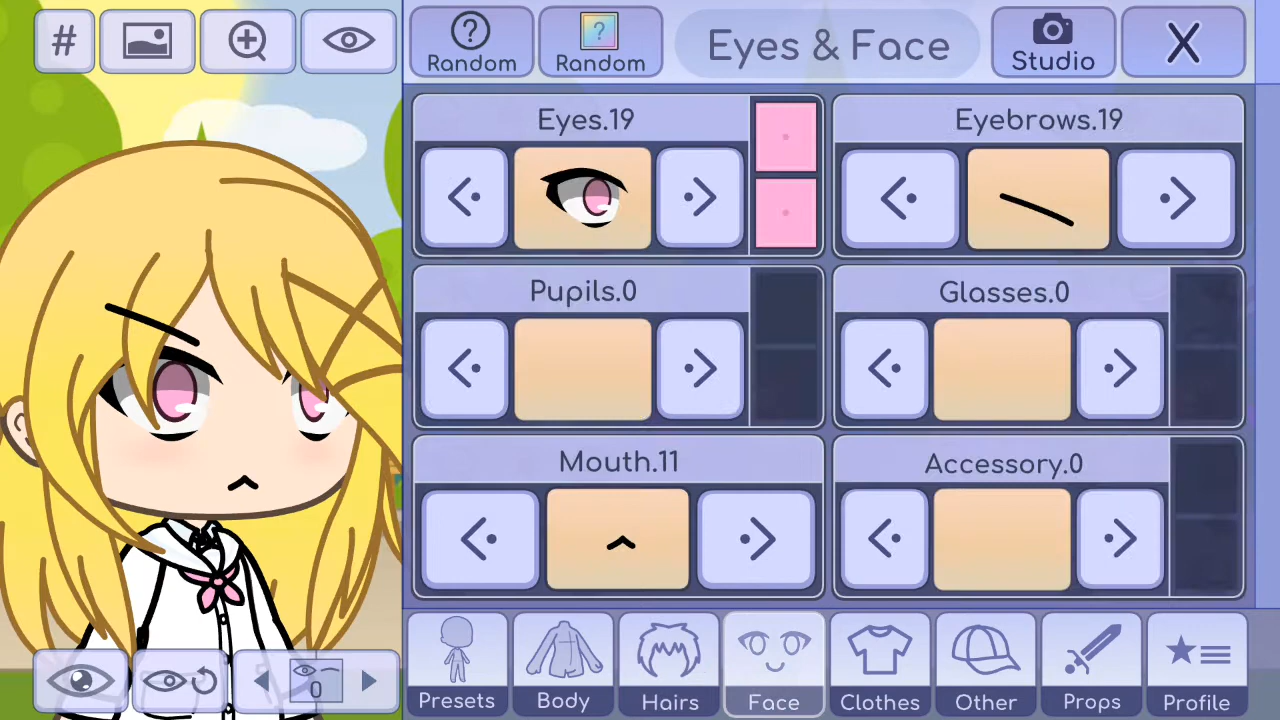 #
? Random
? Random
Eyes & Face
Studio
X
Eyes.19
Eyebrows.19
Pupils.0
Glasses.0
Mouth.11
Accessory.0
0
Presets
Body
Hairs
Face
Clothes
Other
Props
Profile